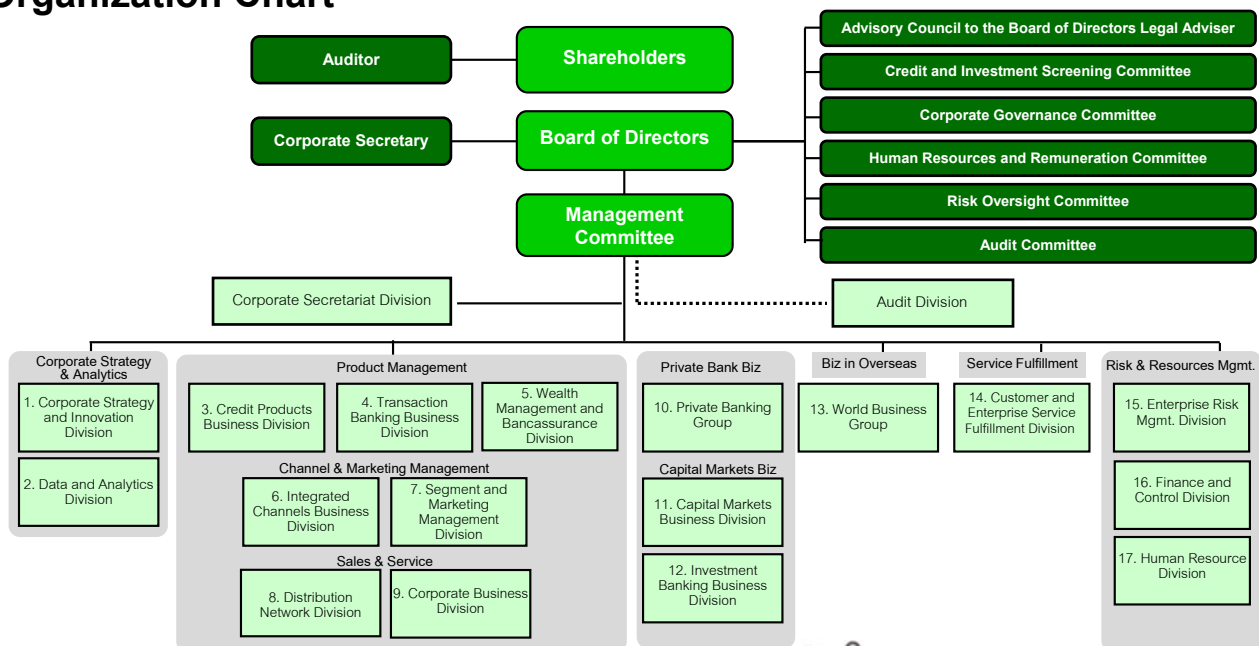 Organization Chart
Auditor
Shareholders
Advisory Council to the Board of Directors Legal Adviser
Credit and Investment Screening Committee
Corporate Governance Committee
Corporate Secretary
Board of Directors
Human Resources and Remuneration Committee
Risk Oversight Committee
Audit Committee
Management
Committee
Corporate Secretariat Division
Audit Division
Corporate Strategy
& Analytics
1. Corporate Strategy
and Innovation
Division
2. Data and Analytics
Division
Product Management
3. Credit Products
Business Division
4. Transaction
Banking Business
Division
5. Wealth
Management and
Bancassurance
Division
Channel & Marketing Management
6. Integrated
Channels Business
Division
7. Segment and
Marketing
Management
Division
Sales & Service
8. Distribution
Network Division
9. Corporate Business
Division
Private Bank Biz
10. Private Banking
Group
Capital Markets Biz
11. Capital Markets
Business Division
12. Investment
Banking Business
Division
Biz in Overseas
13. World Business
Group
Service Fulfillment
14. Customer and
Enterprise Service
Fulfillment Division
Risk & Resources Mgmt.
15. Enterprise Risk
Mgmt. Division
16. Finance and
Control Division
17. Human Resource
Division